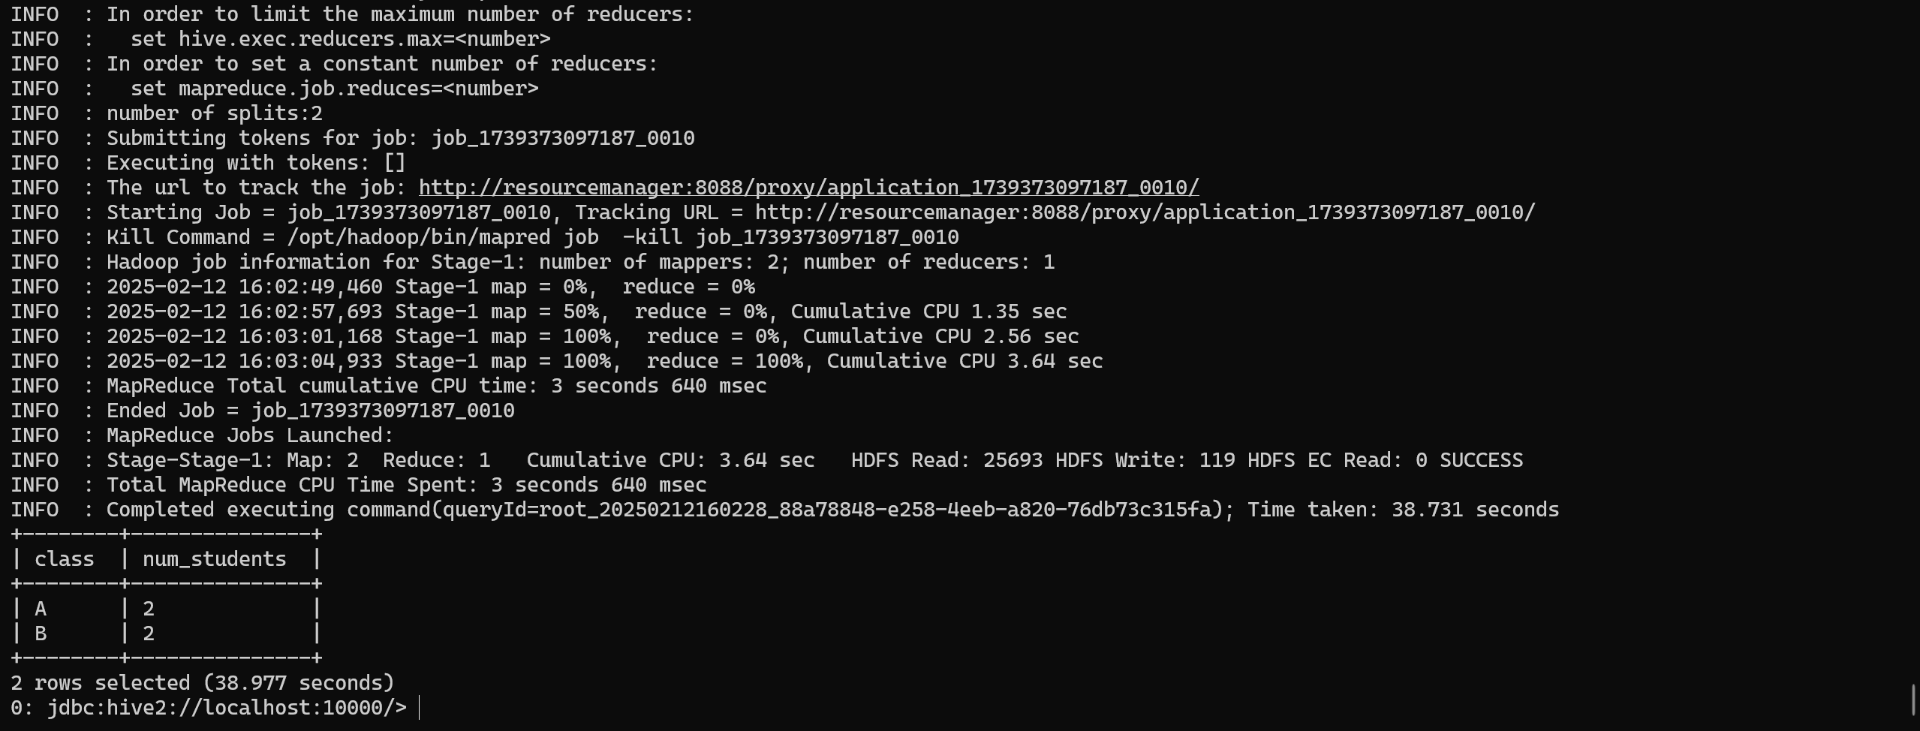 INFO  : In order to limit the maximum number of reducers:
INFO  :   set hive.exec.reducers.max=<number>
INFO  : In order to set a constant number of reducers:
INFO  :   set mapreduce.job.reduces=<number>
INFO  : number of splits:2
INFO  : Submitting tokens for job: job_1739373097187_0010
INFO  : Executing with tokens: []
INFO  : The url to track the job: http://resourcemanager:8088/proxy/application_1739373097187_0010/
INFO  : Starting Job = job_1739373097187_0010, Tracking URL = http://resourcemanager:8088/proxy/application_1739373097187_0010/
INFO  : Kill Command = /opt/hadoop/bin/mapred job  -kill job_1739373097187_0010
INFO  : Hadoop job information for Stage-1: number of mappers: 2; number of reducers: 1
INFO  : 2025-02-12 16:02:49,460 Stage-1 map = 0%,  reduce = 0%
INFO  : 2025-02-12 16:02:57,693 Stage-1 map = 50%,  reduce = 0%, Cumulative CPU 1.35 sec
INFO  : 2025-02-12 16:03:01,168 Stage-1 map = 100%,  reduce = 0%, Cumulative CPU 2.56 sec
INFO  : 2025-02-12 16:03:04,933 Stage-1 map = 100%,  reduce = 100%, Cumulative CPU 3.64 sec
INFO  : MapReduce Total cumulative CPU time: 3 seconds 640 msec
INFO  : Ended Job = job_1739373097187_0010
INFO  : MapReduce Jobs Launched:
INFO  : Stage-Stage-1: Map: 2  Reduce: 1   Cumulative CPU: 3.64 sec   HDFS Read: 25693 HDFS Write: 119 HDFS EC Read: 0 SUCCESS
INFO  : Total MapReduce CPU Time Spent: 3 seconds 640 msec
INFO  : Completed executing command(queryId=root_20250212160228_88a78848-e258-4eeb-a820-76db73c315fa); Time taken: 38.731 seconds
+--------+---------------+
| class  | num_students  |
+--------+---------------+
| A      | 2             |
| B      | 2             |
+--------+---------------+
2 rows selected (38.977 seconds)
0: jdbc:hive2://localhost:10000/>